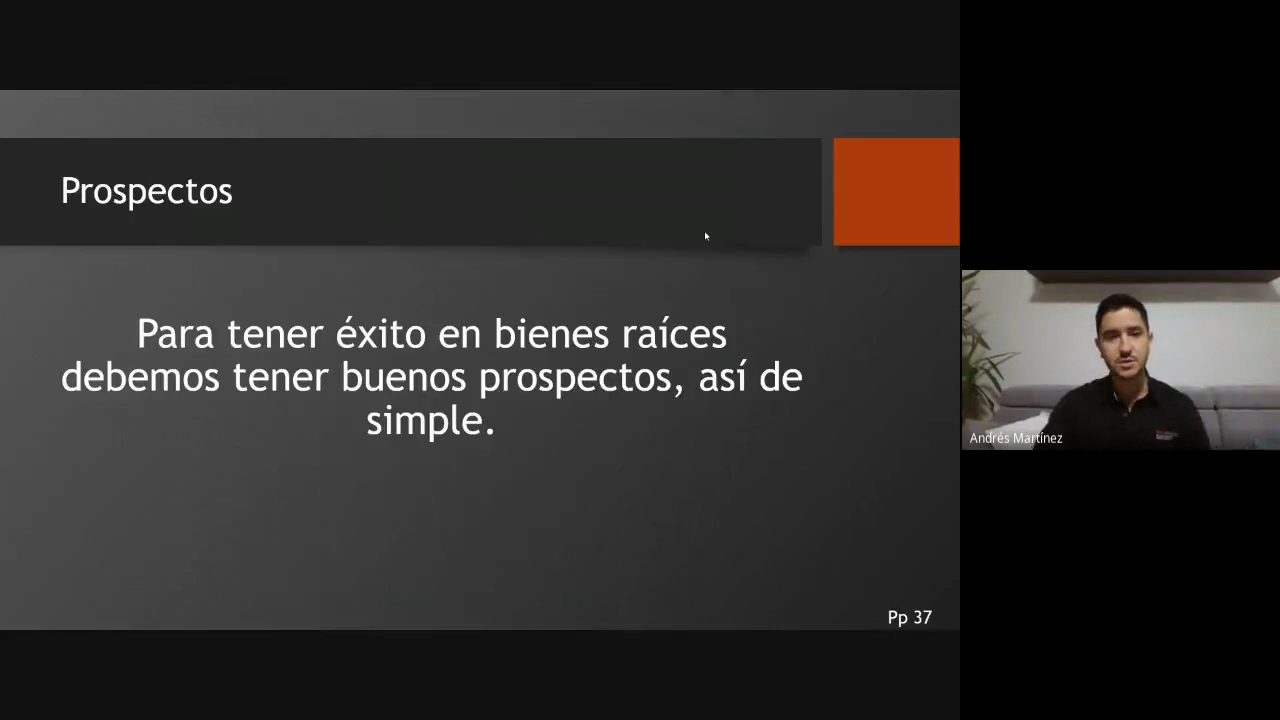 Prospectos
Para tener éxito en bienes raíces
debemos tener buenos prospectos, así de
simple.
Pp 37
Andrés Martínez